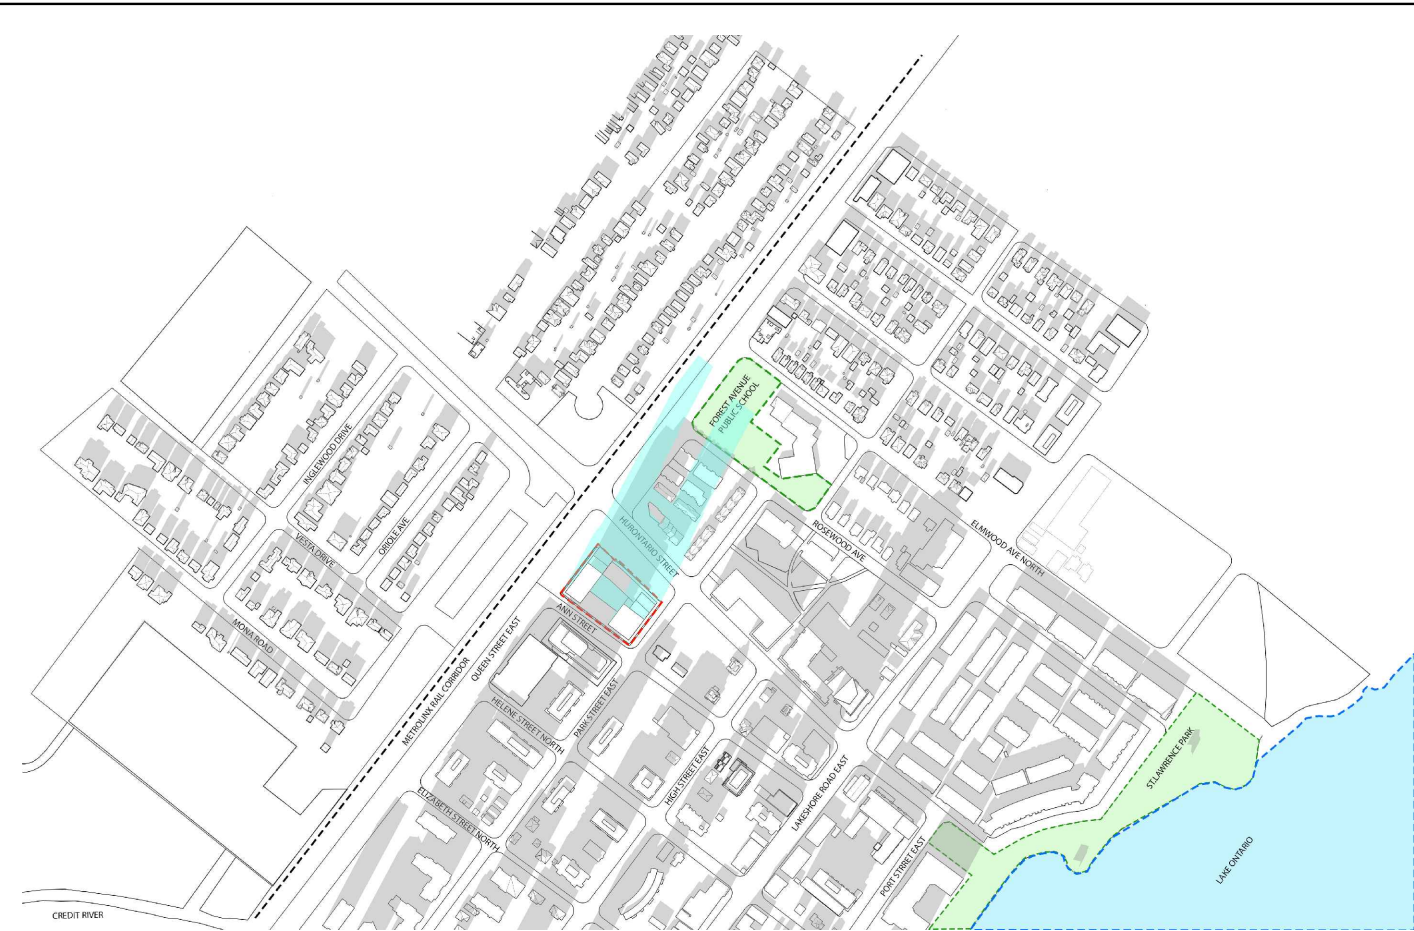 FOREST AVENUE
PUBLIC SCHOOL
INGLEWOOD DRIVE
ORIOLE AVE
VESTA DRIVE
HURONTARIO STREET
ROSEWOOD AVE
ELMWOOD AVE NORTH
MONA ROAD
ANN STREET
QUEEN STREET EAST
METROLINX RAIL CORRIDOR
HELENE STREET NORTH
PARK STREET EAST
HIGH STREET EAST
LAKESHORE ROAD EAST
ST.LAWRENCE PARK
ELIZABETH STREET NORTH
PORT STRRET EAST
LAKE ONTARIO
CREDIT RIVER